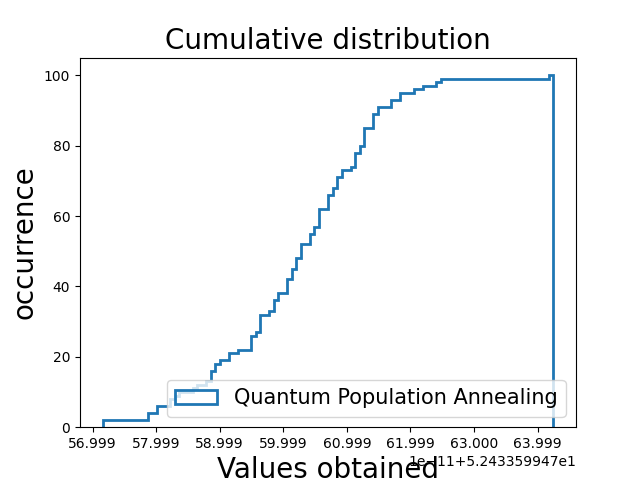 Cumulative distribution
100
80
60
40
20
0
occurrence
Quantum Population Annealing
56.999 57.999 58.999 59.999 60.999 61.999 63.000 63.999
1e−11+5.243359947e1
Values obtained